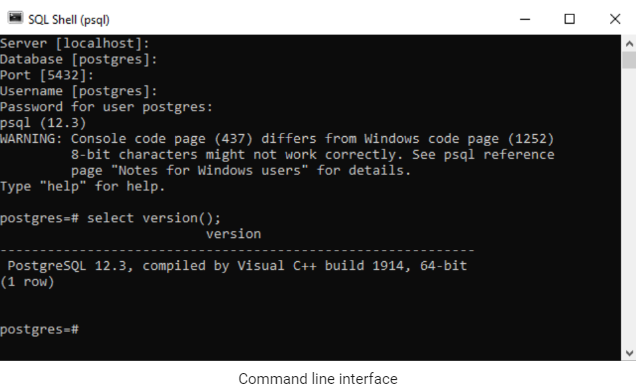 SQL Shell (psql)
Server [localhost]:
Database [postgres]:
Port [5432]:
Username [postgres]:
Password for user postgres:
psql (12.3)
WARNING: Console code page (437) differs from Windows code page (1252)
         8-bit characters might not work correctly. See psql reference
         page "Notes for Windows users" for details.
Type "help" for help.
postgres=# select version();
                          version
------------------------------------------------------------
 PostgreSQL 12.3, compiled by Visual C++ build 1914, 64-bit
(1 row)
postgres=#
Command line interface